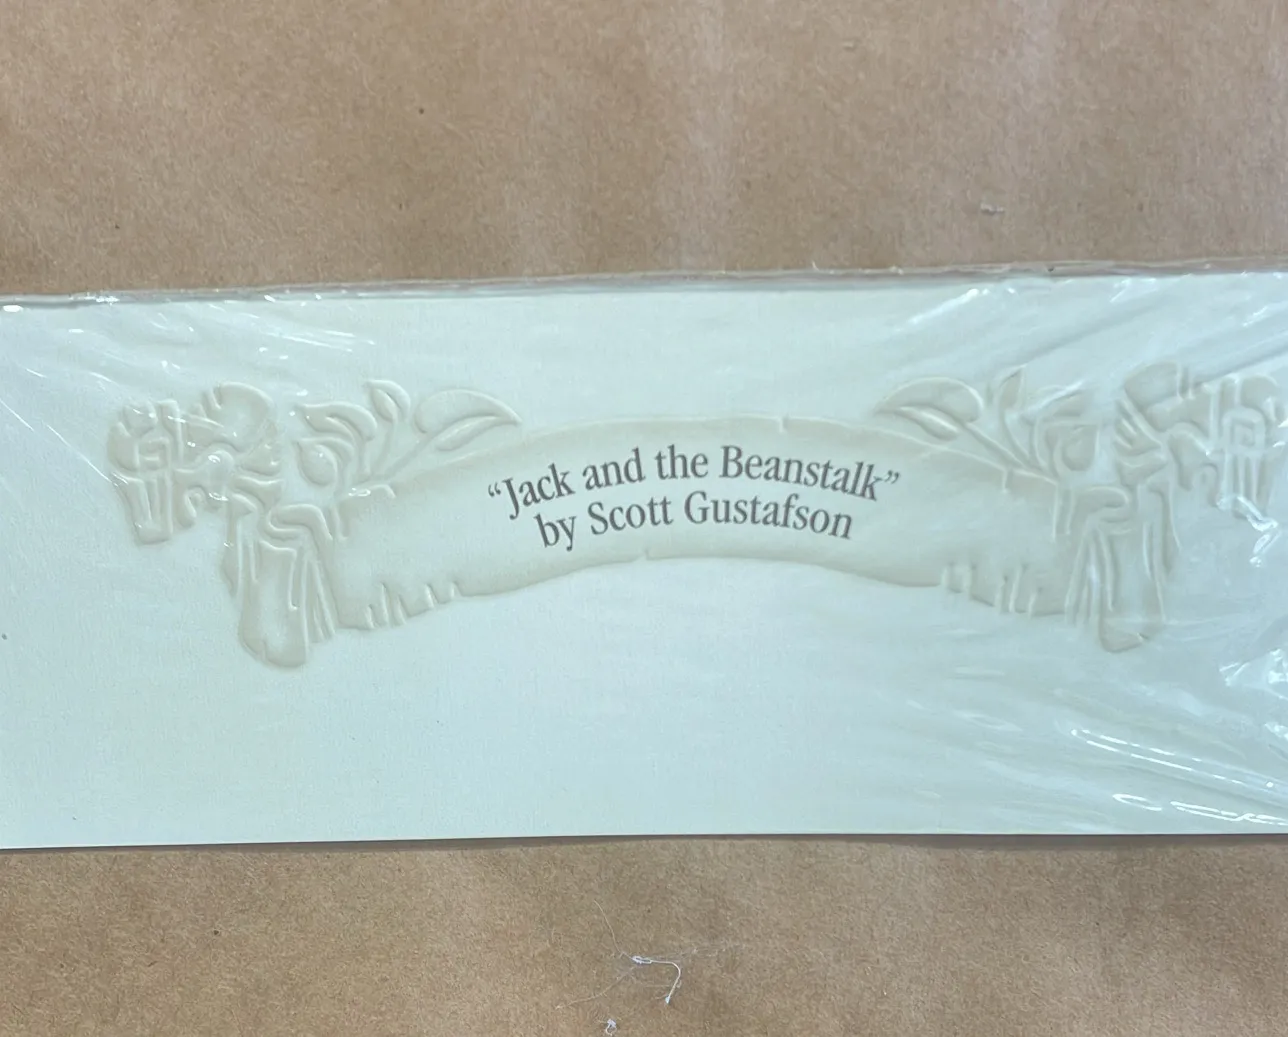 “Jack and the Beanstalk”
by Scott Gustafson